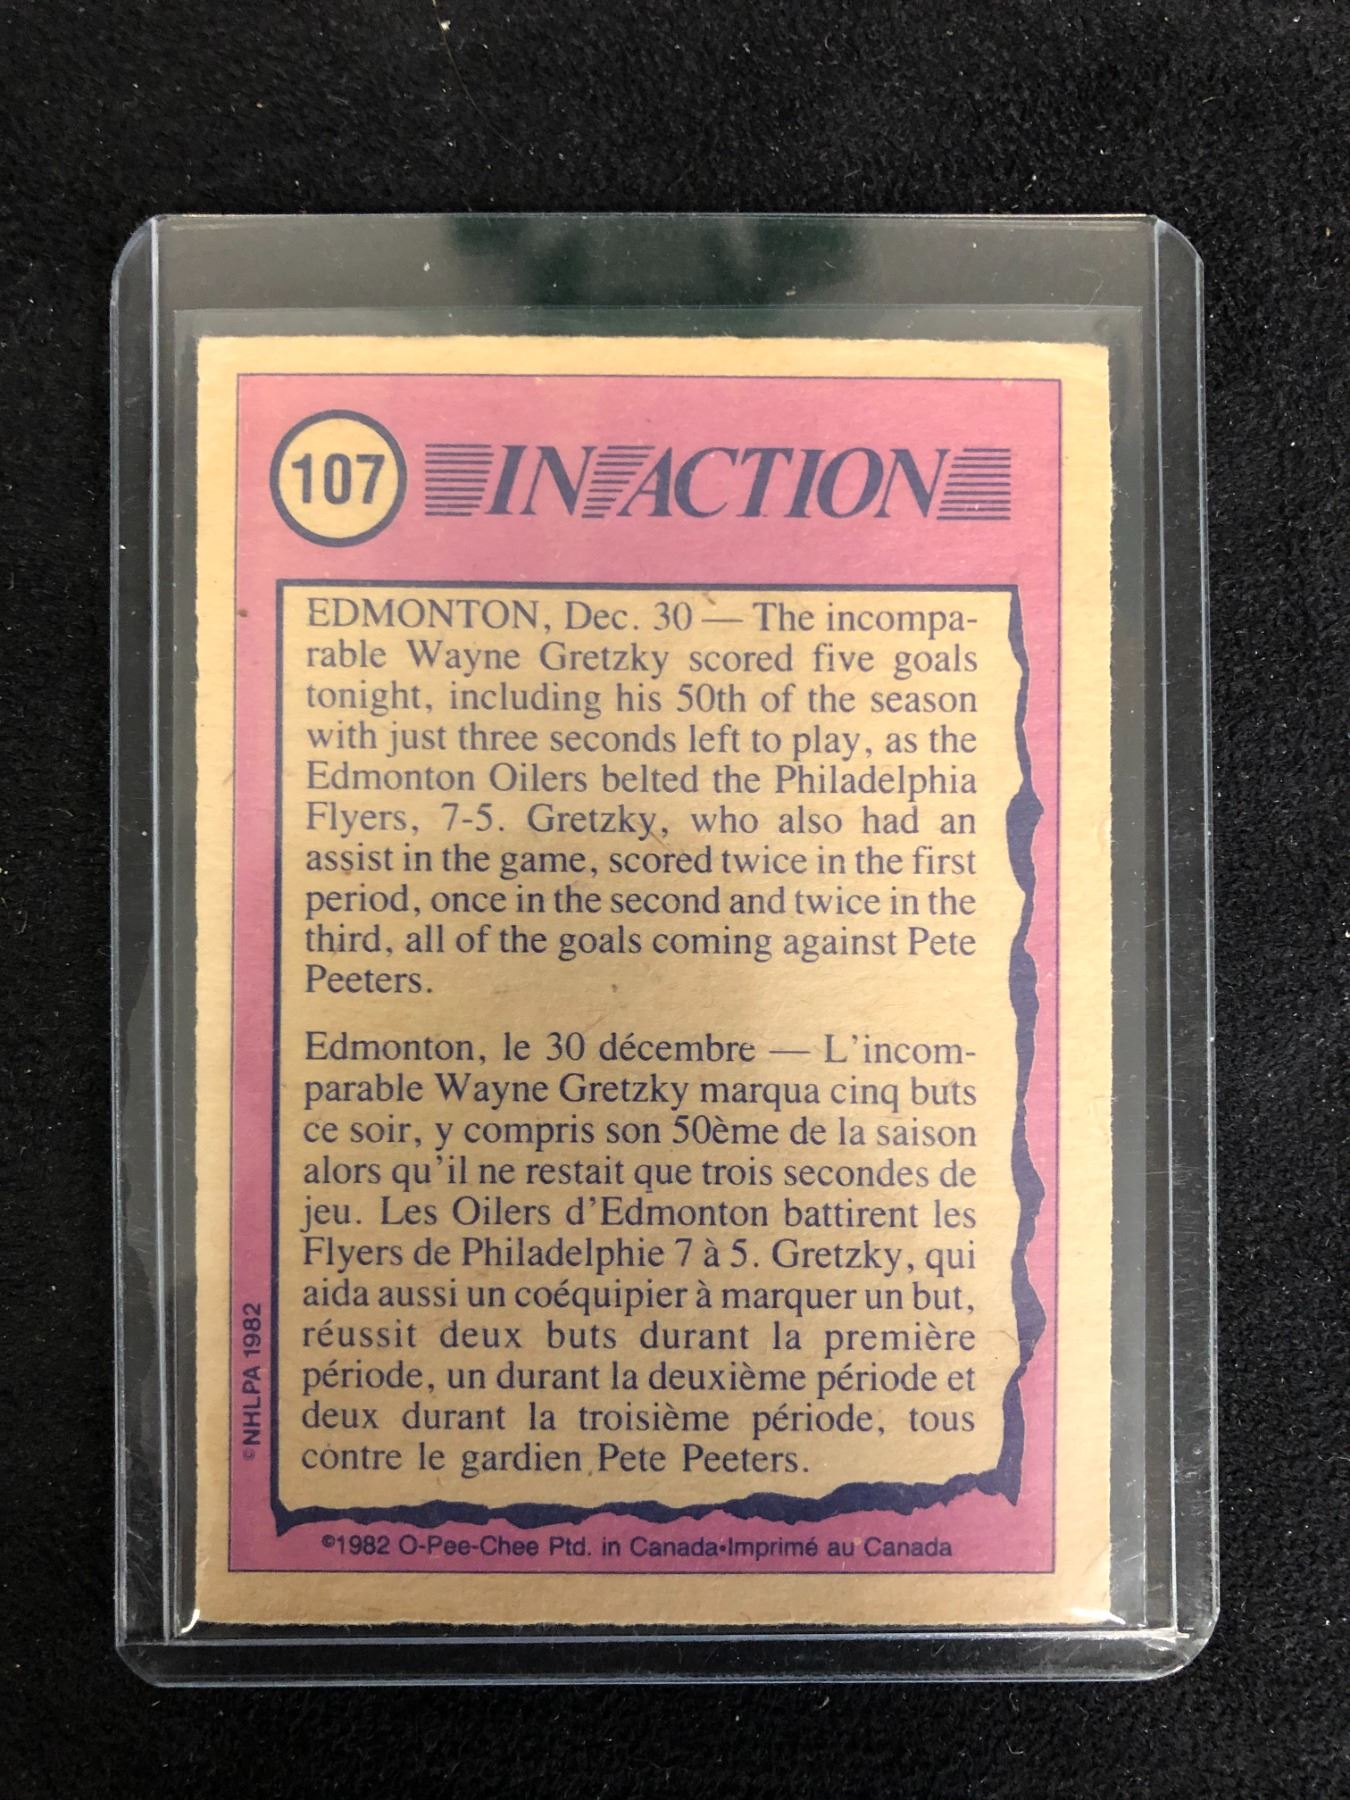 107 IN ACTION
EDMONTON, Dec. 30 — The incompa-
rable Wayne Gretzky scored five goals
tonight, including his 50th of the season
with just three seconds left to play, as the
Edmonton Oilers belted the Philadelphia
Flyers, 7-5. Gretzky, who also had an
assist in the game, scored twice in the first
period, once in the second and twice in the
third, all of the goals coming against Pete
Peeters.
Edmonton, le 30 décembre — L'incom-
parable Wayne Gretzky marqua cinq buts
ce soir, y compris son 50ème de la saison
alors qu'il ne restait que trois secondes de
jeu. Les Oilers d'Edmonton battirent les
Flyers de Philadelphie 7 à 5. Gretzky, qui
aida aussi un coéquipier à marquer un but,
réussit deux buts durant la première
période, un durant la deuxième période et
deux durant la troisième période, tous
contre le gardien Pete Peeters.
©NHLPA 1982
©1982 O-Pee-Chee Ptd. in Canada•Imprimé au Canada